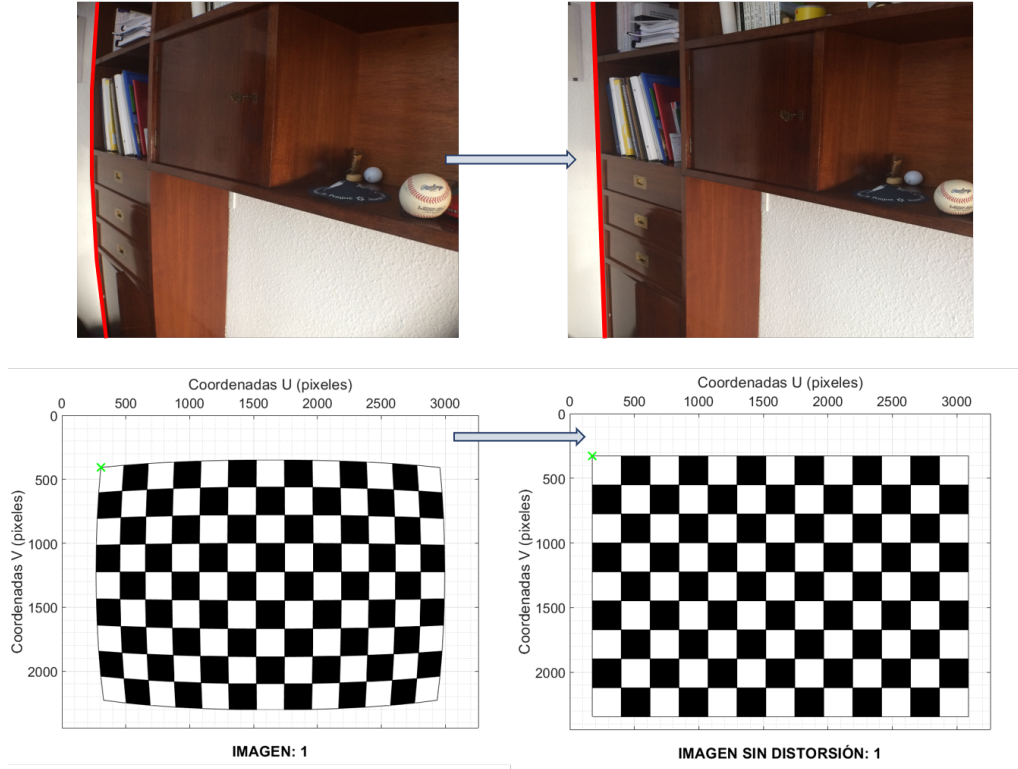 Coordenadas U (pixeles)
0 500 1000 1500 2000 2500 3000
0
500
1000
1500
2000
Coordenadas V (pixeles)
IMAGEN: 1
Coordenadas U (pixeles)
0 500 1000 1500 2000 2500 3000
0
500
1000
1500
2000
Coordenadas V (pixeles)
IMAGEN SIN DISTORSIÓN: 1